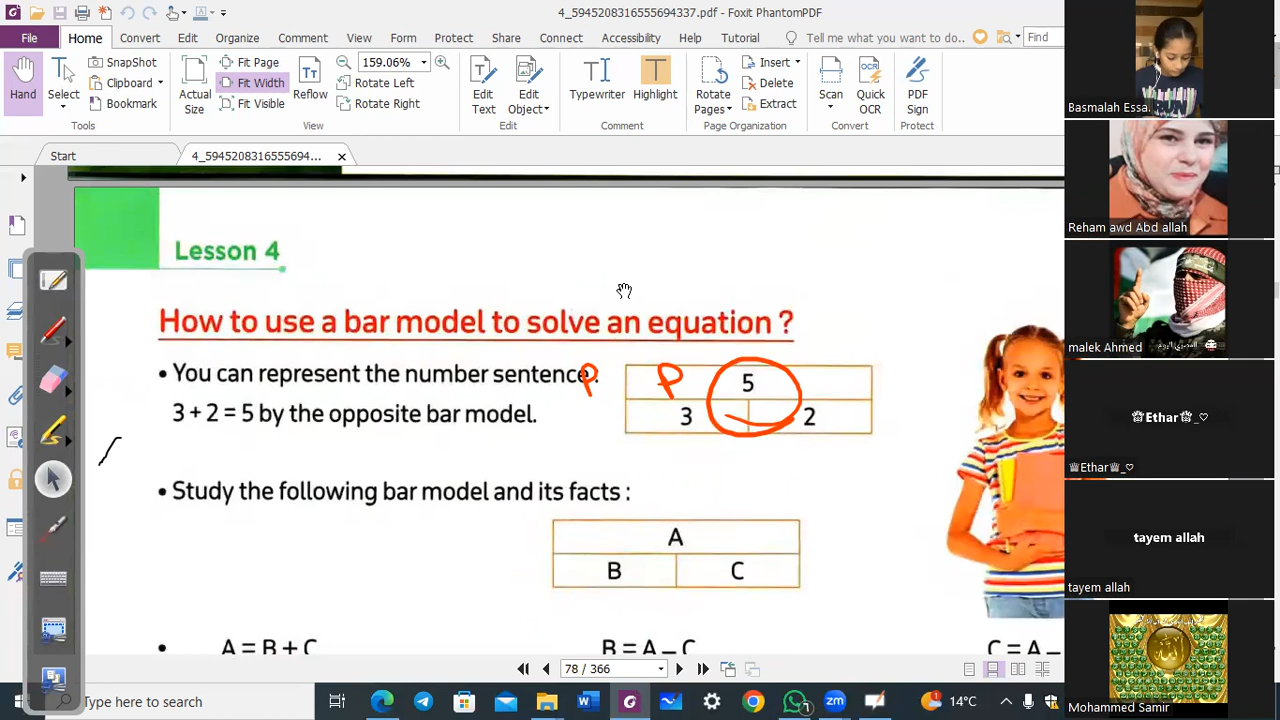 4_5945208316555694337.pdf - Foxit PhantomPDF
File Home Convert Edit Organize Comment View Form Protect Share Connect Accessibility Help Tutorial Tell me what you want to do... Find
Hand
Select
SnapShot
Clipboard
Bookmark
Tools
Actual Size
Fit Page
Fit Width
Fit Visible
Reflow
159.06%
Rotate Left
Rotate Right
View
Edit Text
Edit Object
Edit
Typewriter
Highlight
Comment
Rotate Pages
Insert
Delete
Extract
Page Organization
Scan
Quick OCR
Convert
PDF Sign
Protect
Start
4_5945208316555694...
Lesson 4
How to use a bar model to solve an equation ?
• You can represent the number sentence :
3 + 2 = 5 by the opposite bar model.
P P 5
3 2
• Study the following bar model and its facts :
A
B C
• A = B + C B = A – C C = A –
78 / 366
Type here to search
14°C
Basmalah Essa..
Reham awd Abd allah
malek Ahmed
♕Ethar♕_♡
♕Ethar♕_♡
tayem allah
tayem allah
Mohammed Samir